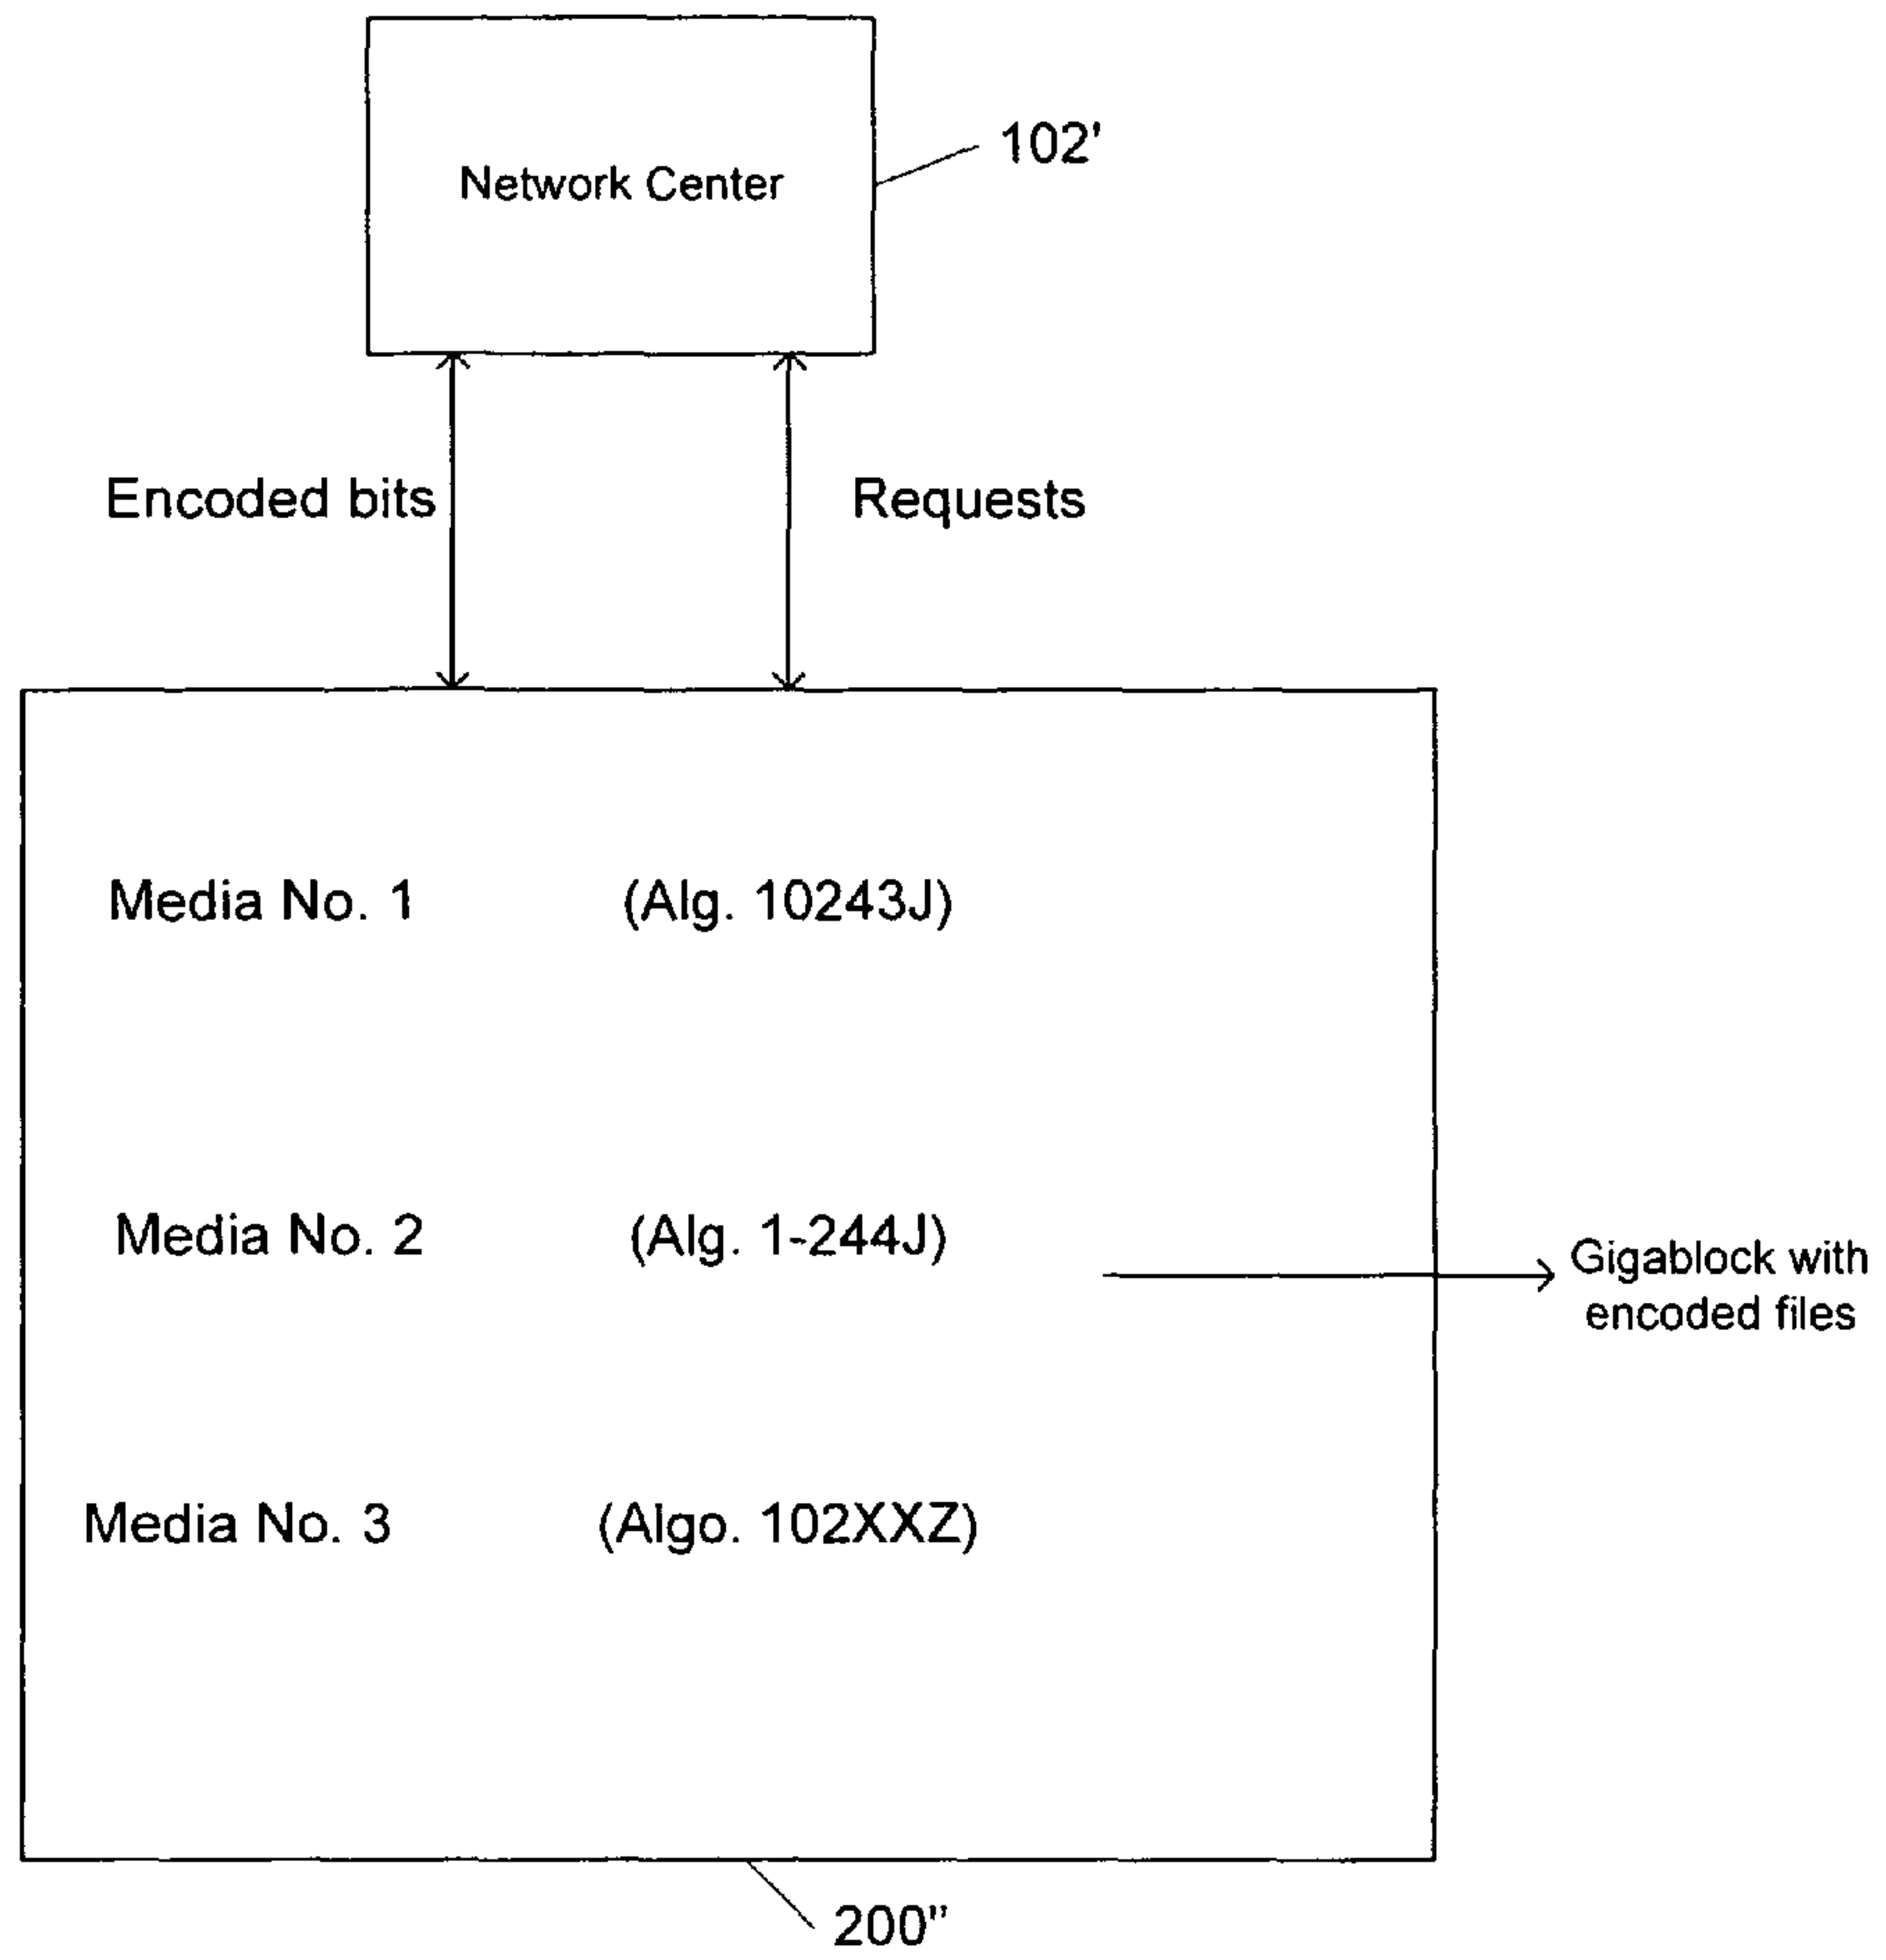 Network Center
102'
Encoded bits
Requests
Media No. 1 (Alg. 10243J)
Media No. 2 (Alg. 1-244J)
Gigablock with
encoded files
Media No. 3 (Algo. 102XXZ)
200"